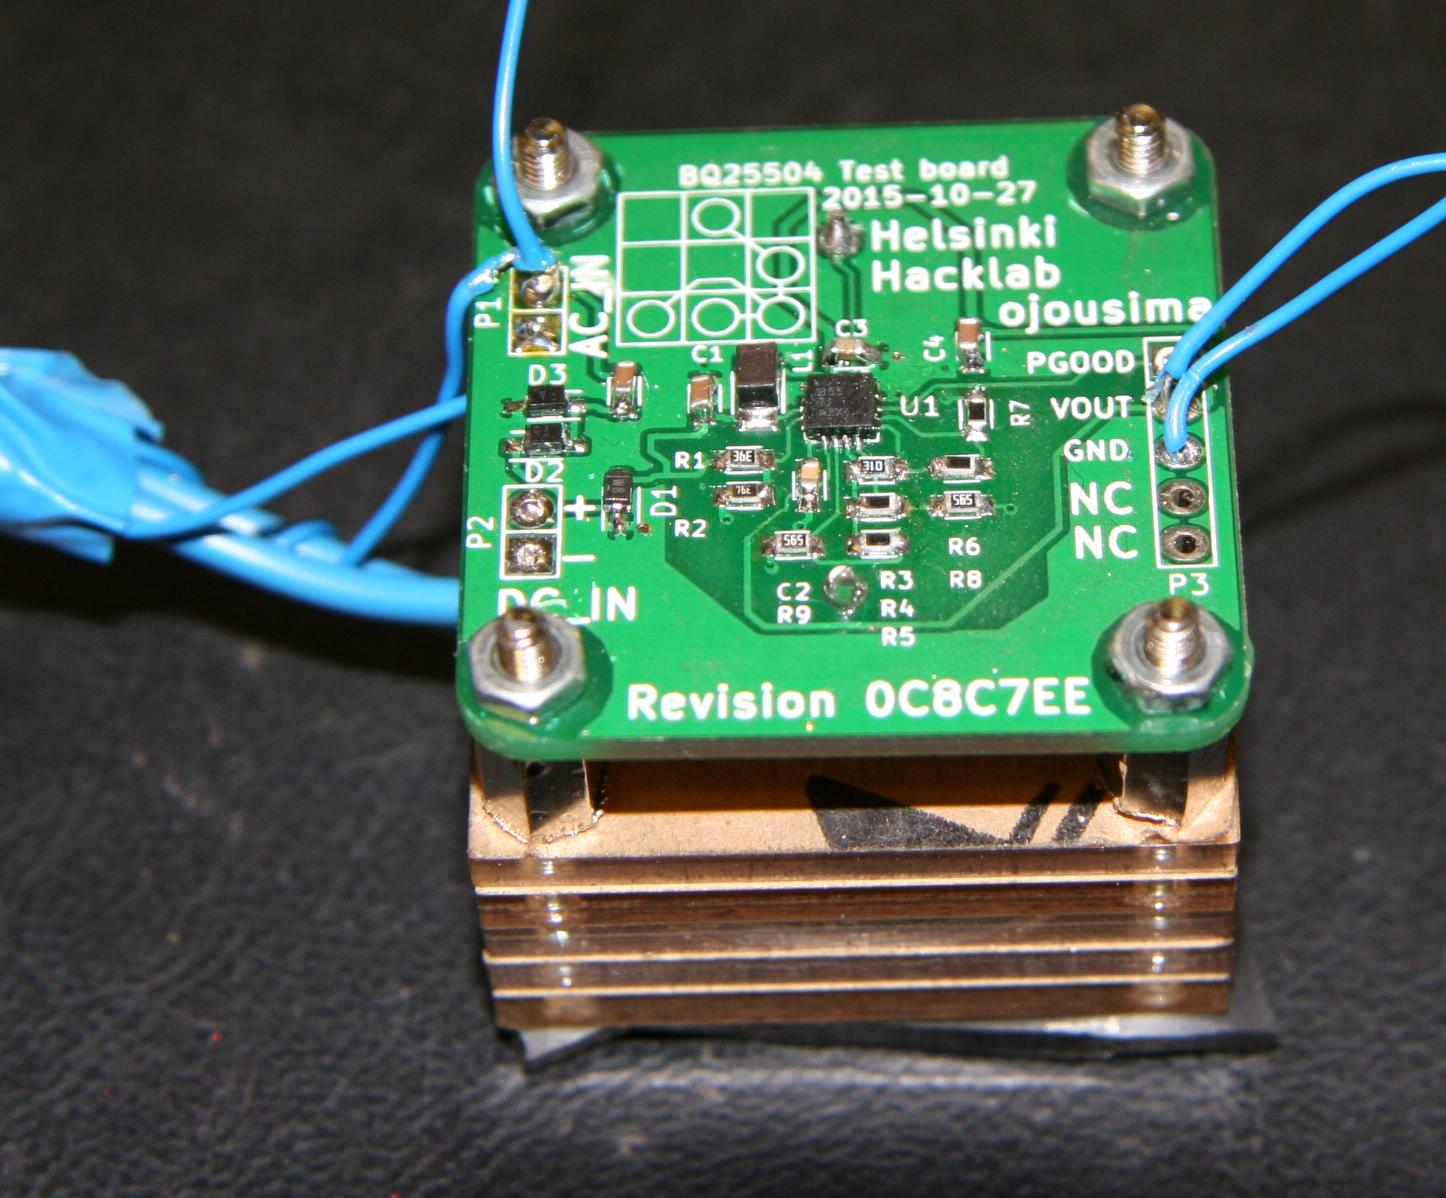 BQ25504 Test board
2015-10-27
Helsinki
Hacklab
ojousima
P1
AC_IN
D3
D2
P2
+
-
D1
DC_IN
C1
L1
C3
C4
U1
R7
R1
36E
R2
76E
310
565
565
C2
R9
R3
R4
R5
R6
R8
PGOOD
VOUT
GND
NC
NC
P3
Revision 0C8C7EE